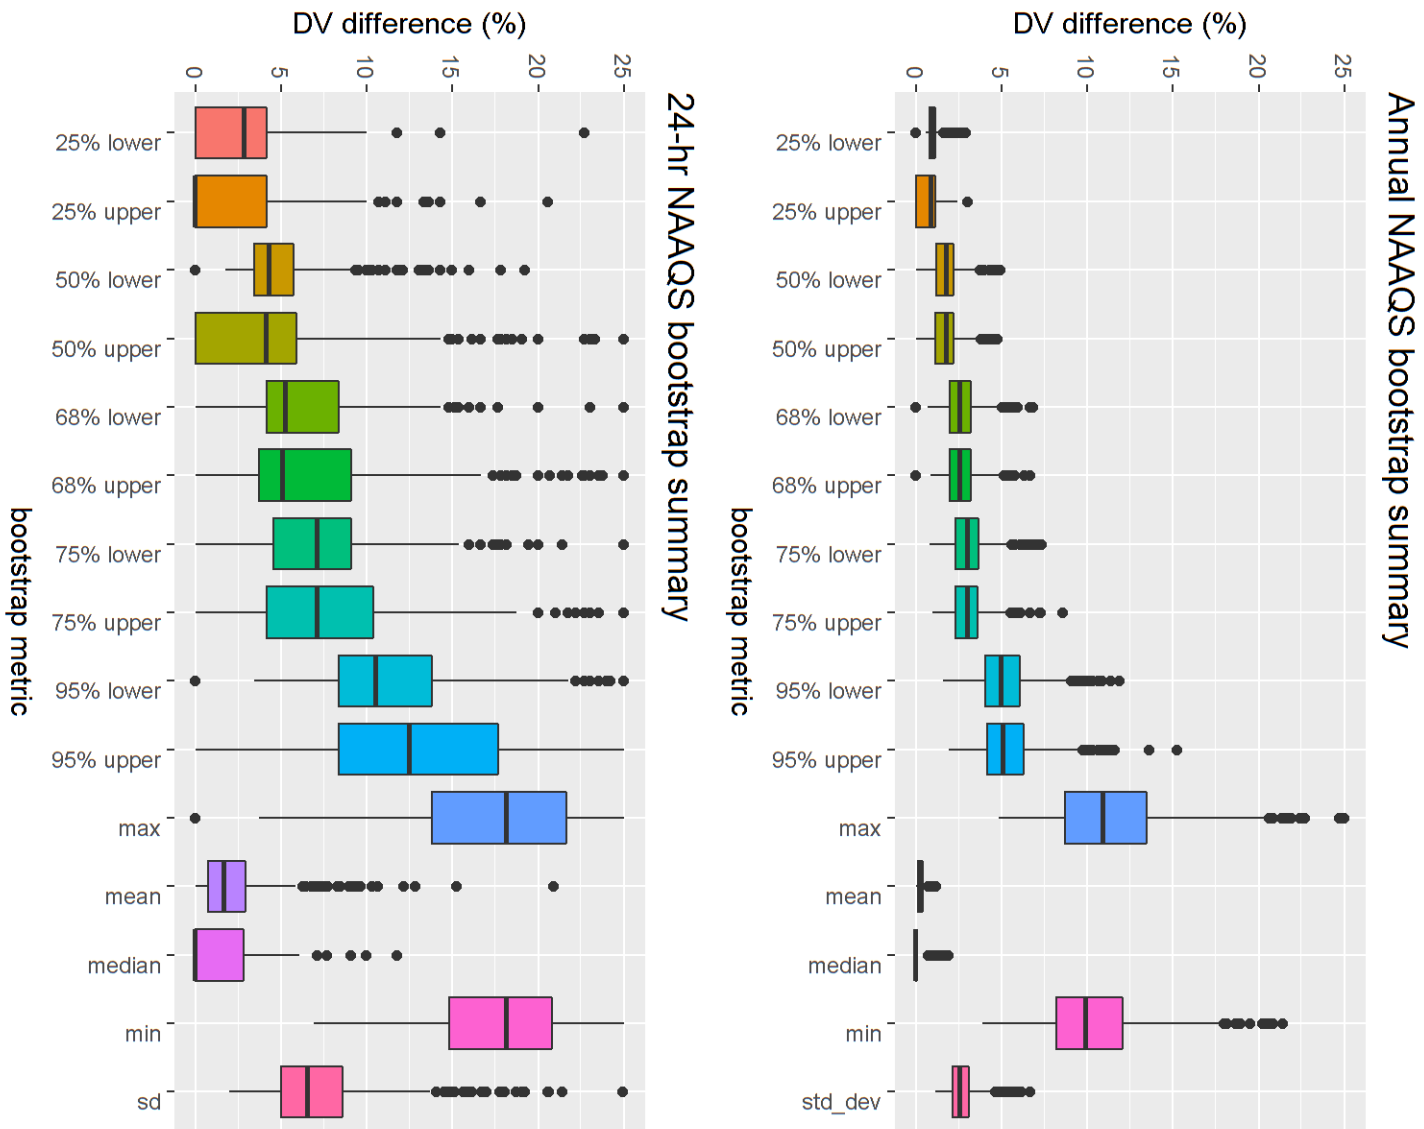 DV difference (%)
0
5
10
15
20
25
24-hr NAAQS bootstrap summary
25% lower
25% upper
50% lower
50% upper
68% lower
68% upper
75% lower
75% upper
95% lower
95% upper
max
mean
median
min
sd
bootstrap metric
DV difference (%)
0
5
10
15
20
25
Annual NAAQS bootstrap summary
25% lower
25% upper
50% lower
50% upper
68% lower
68% upper
75% lower
75% upper
95% lower
95% upper
max
mean
median
min
std_dev
bootstrap metric